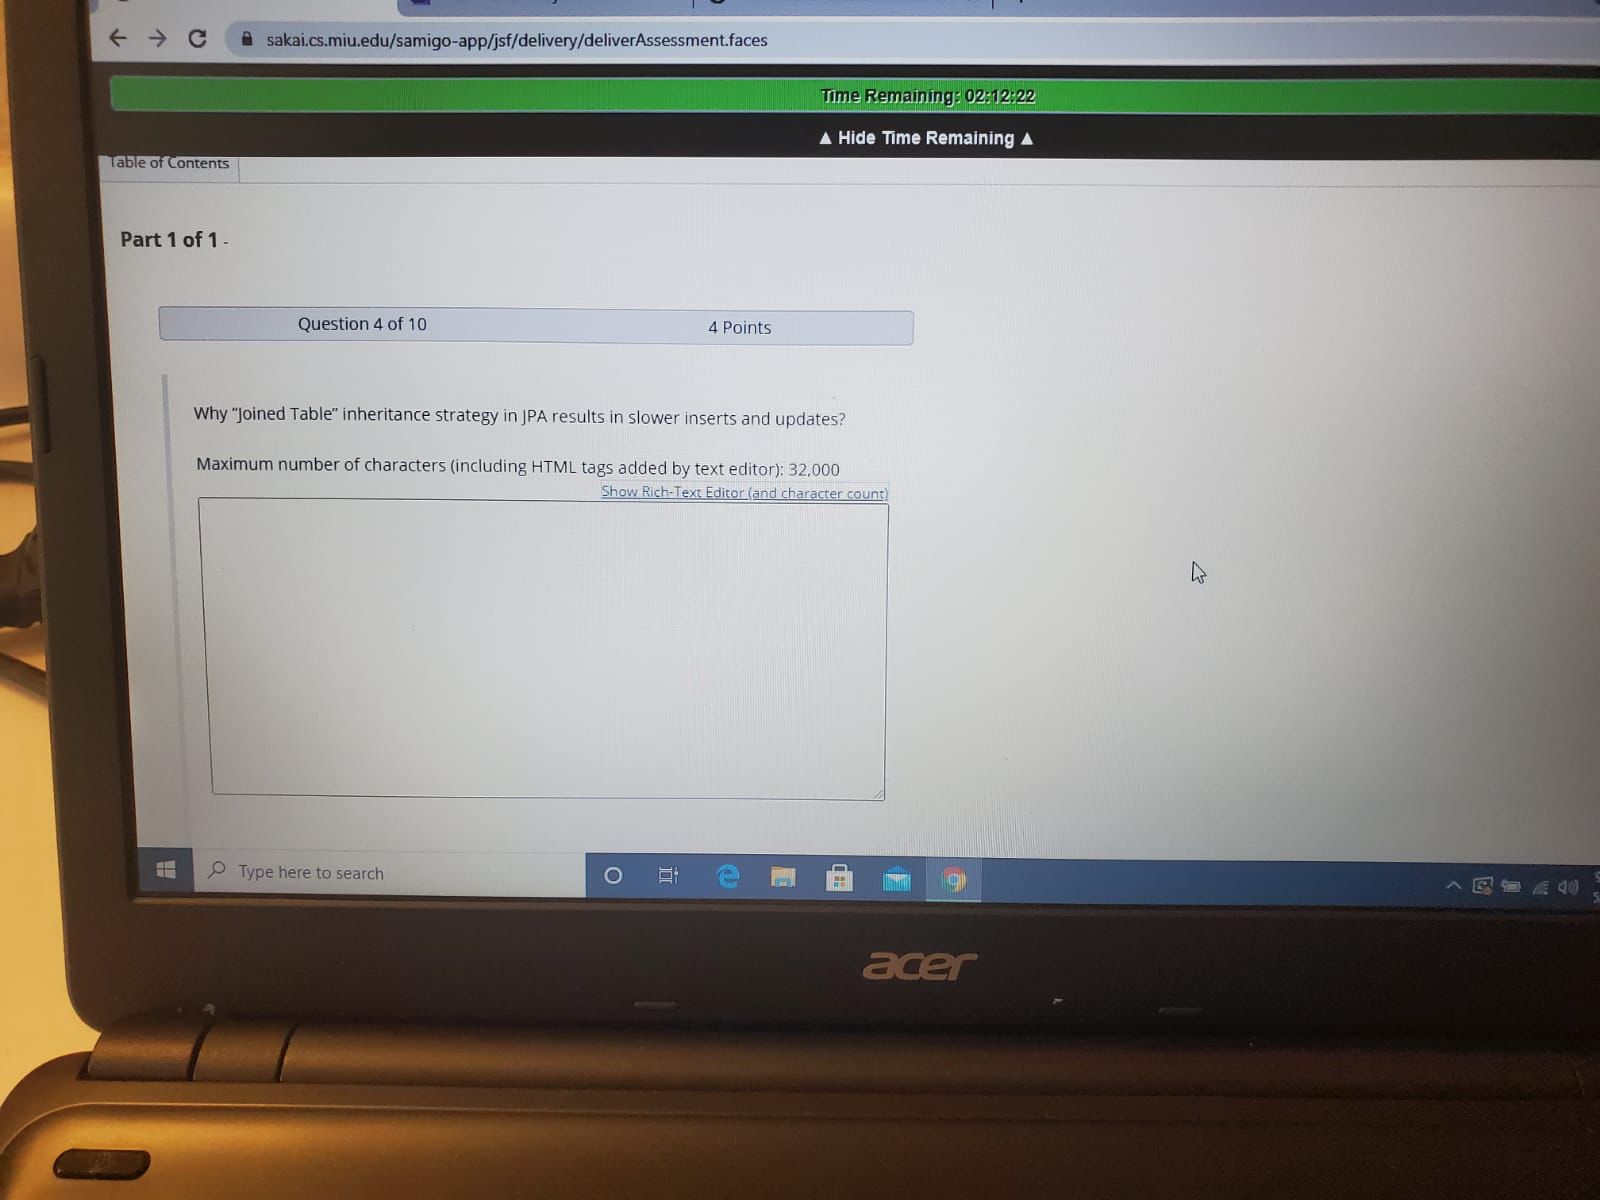 sakai.cs.miu.edu/samigo-app/jsf/delivery/deliverAssessment.faces
Time Remaining: 02:12:22
▲ Hide Time Remaining ▲
Table of Contents
Part 1 of 1 -
Question 4 of 10 4 Points
Why “Joined Table” inheritance strategy in JPA results in slower inserts and updates?
Maximum number of characters (including HTML tags added by text editor): 32,000
Show Rich-Text Editor (and character count)
Type here to search
acer